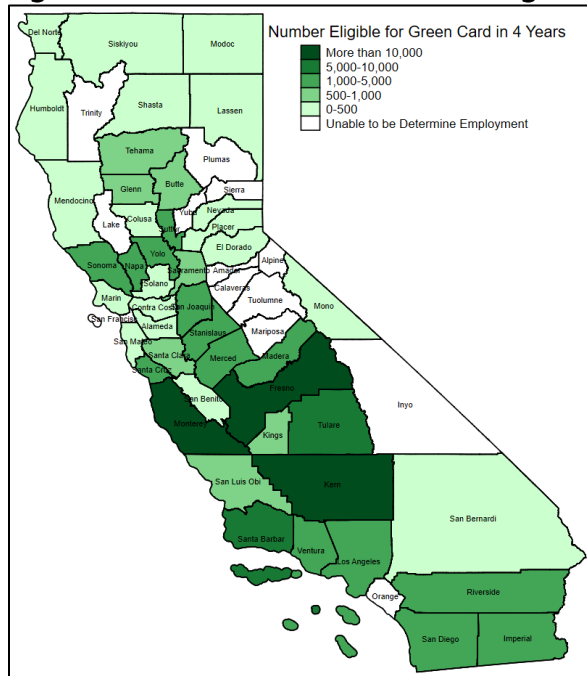 Number Eligible for Green Card in 4 Years
More than 10,000
5,000-10,000
1,000-5,000
500-1,000
0-500
Unable to be Determine Employment
Del Norte
Siskiyou
Modoc
Humboldt
Trinity
Shasta
Lassen
Tehama
Plumas
Mendocino
Glenn
Butte
Sierra
Lake
Colusa
Yuba
Nevada
Sutter
Placer
Sonoma
Napa
Yolo
El Dorado
Sacramento
Amador
Alpine
Solano
Marin
Calaveras
Tuolumne
Mono
Contra Cos
San Joaquin
San Francisc
Alameda
Stanislaus
Mariposa
San Mateo
Santa Clara
Merced
Madera
Santa Cruz
Fresno
San Benito
Inyo
Monterey
Kings
Tulare
San Luis Obi
Kern
San Bernardi
Santa Barbar
Ventura
Los Angeles
Orange
Riverside
San Diego
Imperial